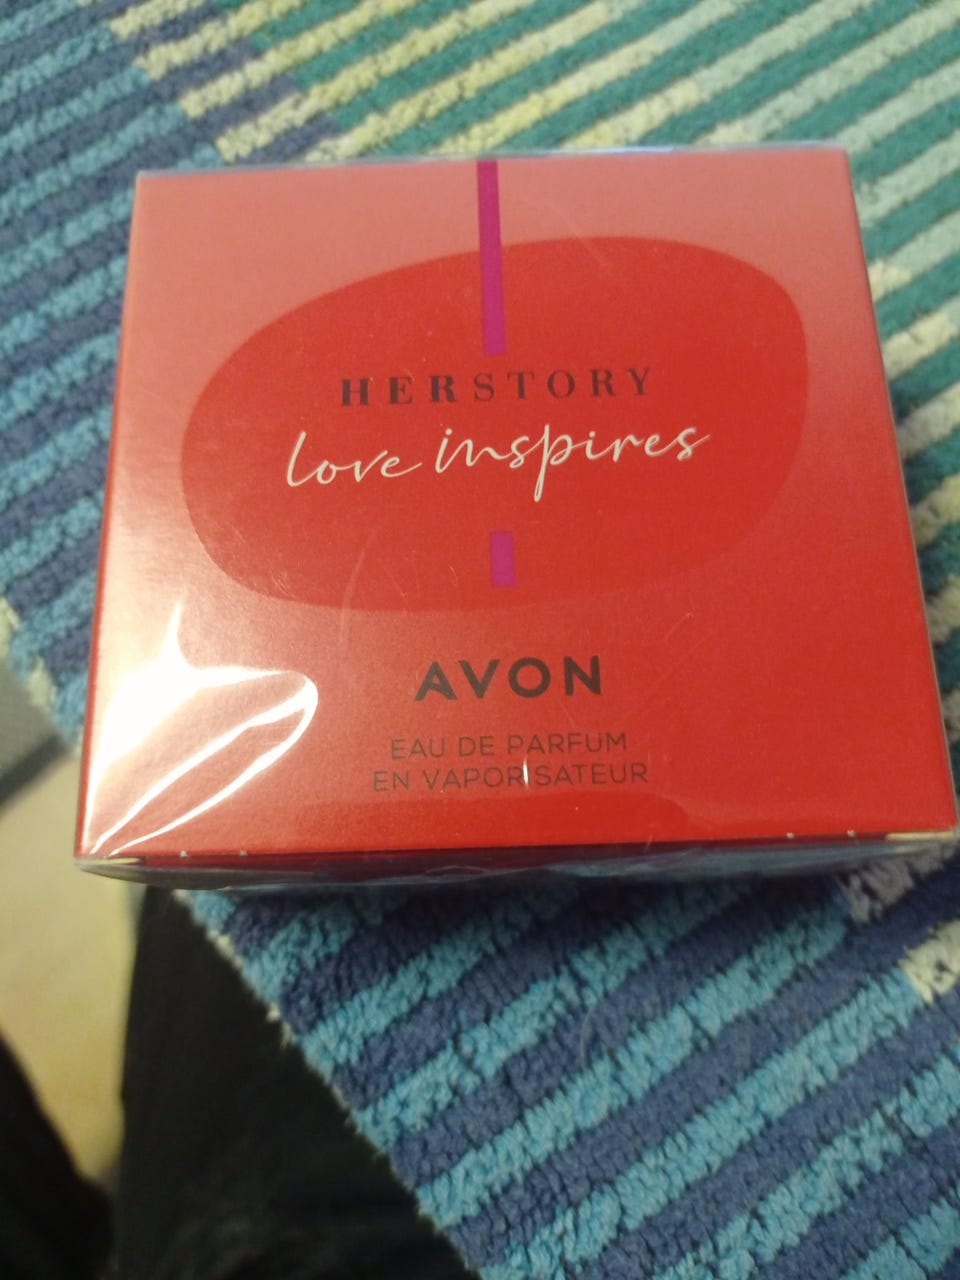 HERSTORY
love inspires
AVON
EAU DE PARFUM
EN VAPORISATEUR